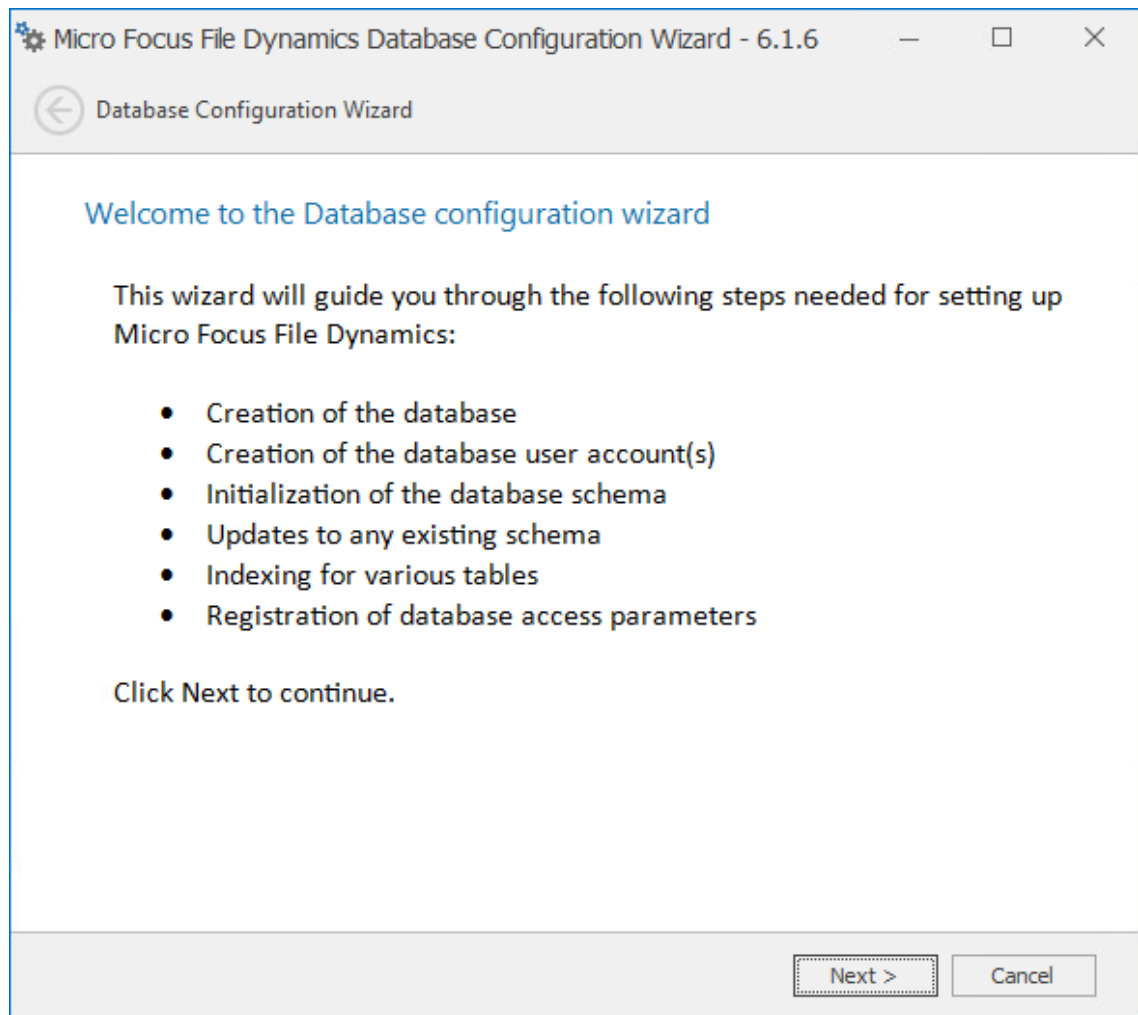 Micro Focus File Dynamics Database Configuration Wizard - 6.1.6
Database Configuration Wizard
Welcome to the Database configuration wizard
This wizard will guide you through the following steps needed for setting up
Micro Focus File Dynamics:
• Creation of the database
• Creation of the database user account(s)
• Initialization of the database schema
• Updates to any existing schema
• Indexing for various tables
• Registration of database access parameters
Click Next to continue.
Next >
Cancel